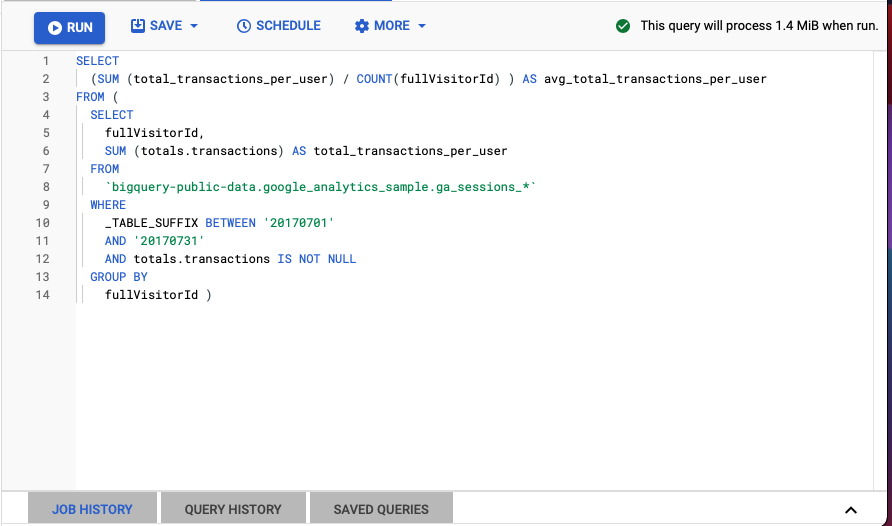 RUN SAVE SCHEDULE MORE This query will process 1.4 MiB when run.
1 SELECT
2 (SUM (total_transactions_per_user) / COUNT(fullVisitorId) ) AS avg_total_transactions_per_user
3 FROM (
4 SELECT
5 fullVisitorId,
6 SUM (totals.transactions) AS total_transactions_per_user
7 FROM
8 `bigquery-public-data.google_analytics_sample.ga_sessions_*`
9 WHERE
10 _TABLE_SUFFIX BETWEEN '20170701'
11 AND '20170731'
12 AND totals.transactions IS NOT NULL
13 GROUP BY
14 fullVisitorId )
JOB HISTORY QUERY HISTORY SAVED QUERIES